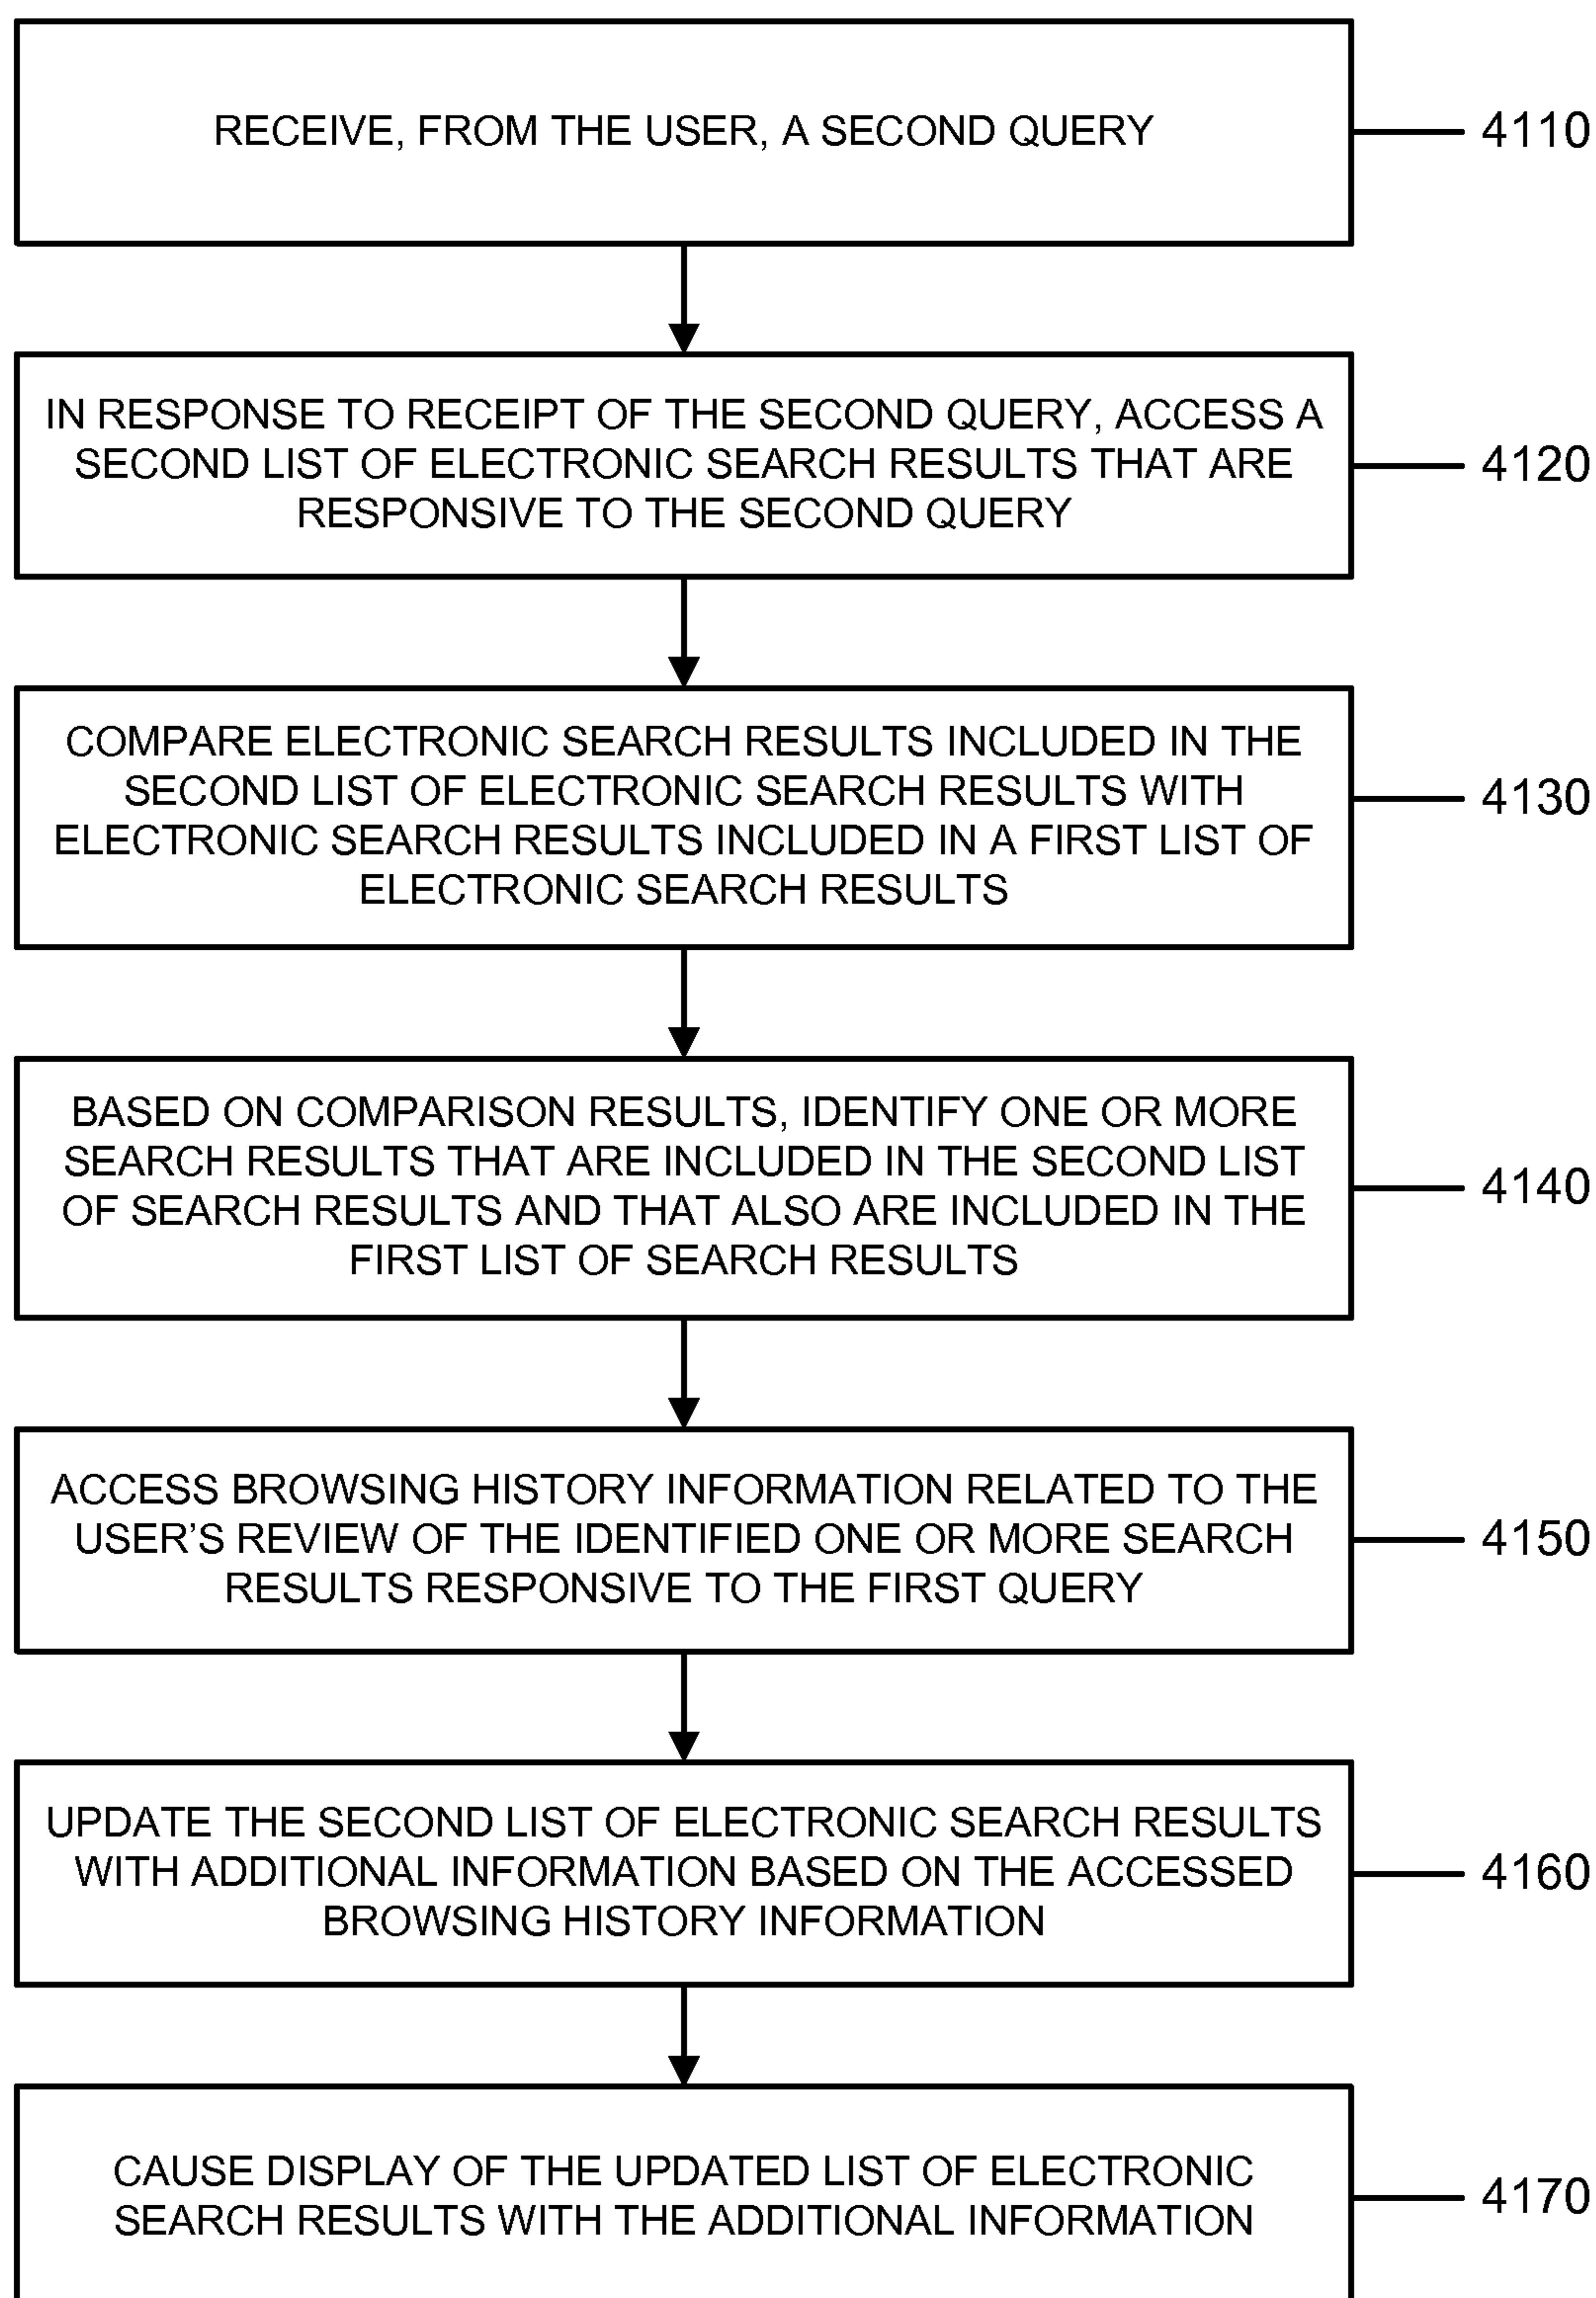 RECEIVE, FROM THE USER, A SECOND QUERY
4110
IN RESPONSE TO RECEIPT OF THE SECOND QUERY, ACCESS A
SECOND LIST OF ELECTRONIC SEARCH RESULTS THAT ARE
RESPONSIVE TO THE SECOND QUERY
4120
COMPARE ELECTRONIC SEARCH RESULTS INCLUDED IN THE
SECOND LIST OF ELECTRONIC SEARCH RESULTS WITH
ELECTRONIC SEARCH RESULTS INCLUDED IN A FIRST LIST OF
ELECTRONIC SEARCH RESULTS
4130
BASED ON COMPARISON RESULTS, IDENTIFY ONE OR MORE
SEARCH RESULTS THAT ARE INCLUDED IN THE SECOND LIST
OF SEARCH RESULTS AND THAT ALSO ARE INCLUDED IN THE
FIRST LIST OF SEARCH RESULTS
4140
ACCESS BROWSING HISTORY INFORMATION RELATED TO THE
USER’S REVIEW OF THE IDENTIFIED ONE OR MORE SEARCH
RESULTS RESPONSIVE TO THE FIRST QUERY
4150
UPDATE THE SECOND LIST OF ELECTRONIC SEARCH RESULTS
WITH ADDITIONAL INFORMATION BASED ON THE ACCESSED
BROWSING HISTORY INFORMATION
4160
CAUSE DISPLAY OF THE UPDATED LIST OF ELECTRONIC
SEARCH RESULTS WITH THE ADDITIONAL INFORMATION
4170